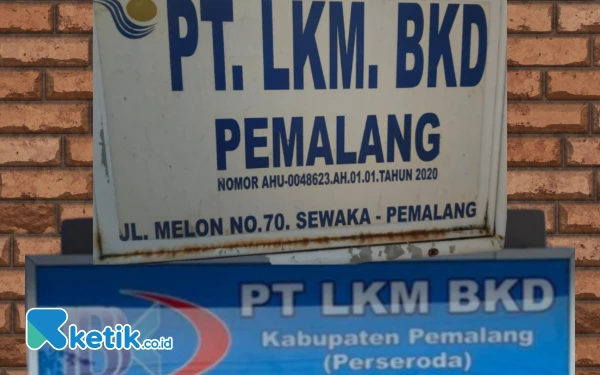 PT. LKM. BKD
PEMALANG
NOMOR AHU-0048623.AH.01.01.TAHUN 2020
JL. MELON NO.70. SEWAKA - PEMALANG
PT LKM BKD
Kabupaten Pemalang
(Perseroda)
ketik.co.id